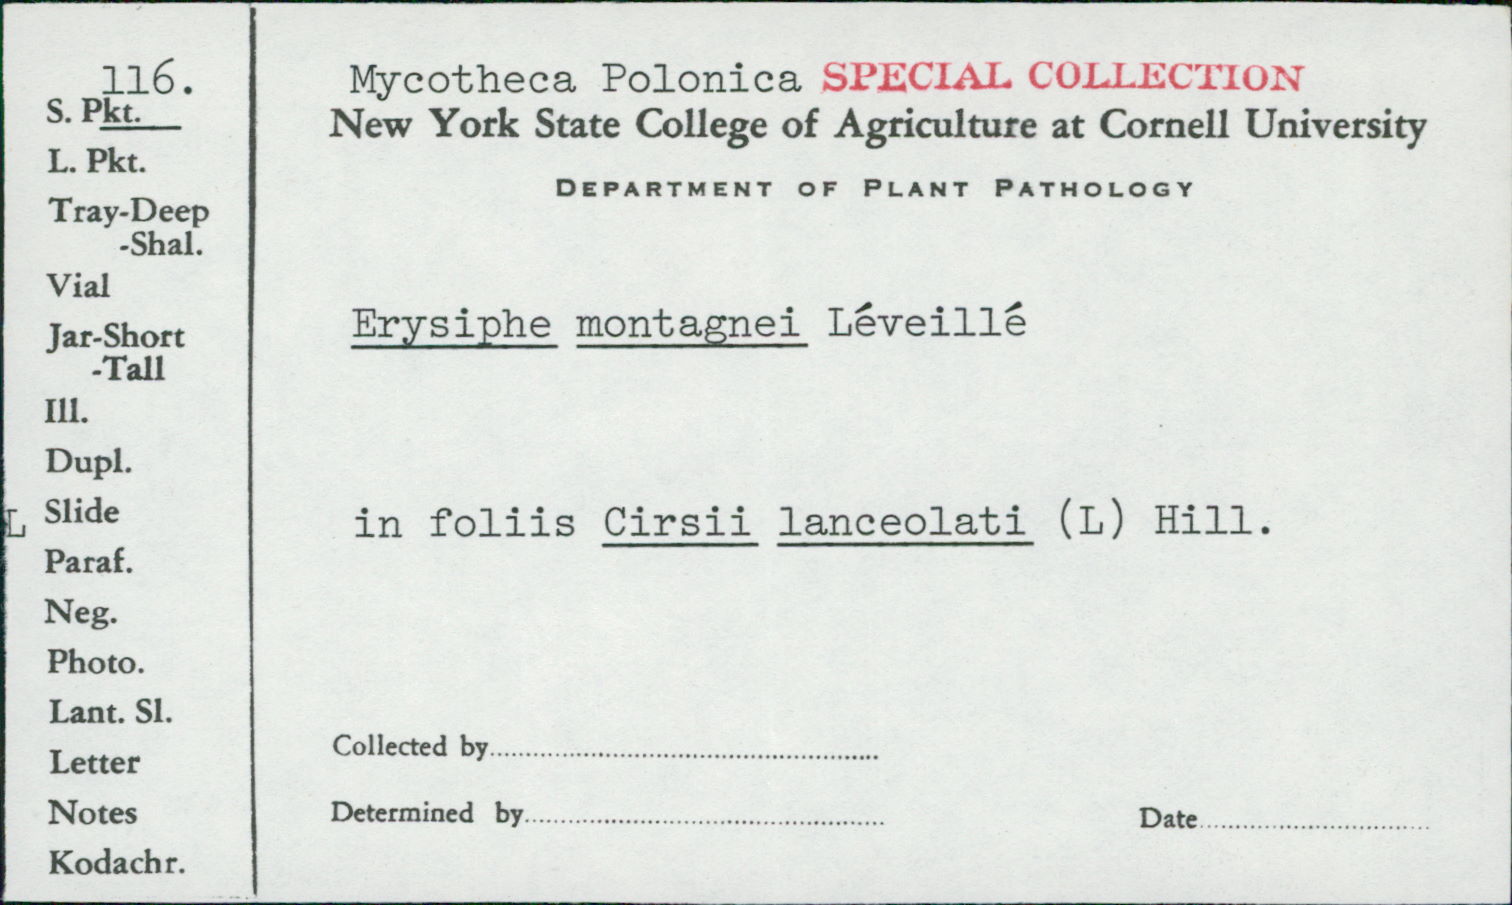 116.
S. Pkt.
L. Pkt.
Tray-Deep
-Shal.
Vial
Jar-Short
-Tall
Ill.
Dupl.
L Slide
Paraf.
Neg.
Photo.
Lant. Sl.
Letter
Notes
Kodachr.
Mycotheca Polonica SPECIAL COLLECTION
New York State College of Agriculture at Cornell University
DEPARTMENT OF PLANT PATHOLOGY
Erysiphe montagnei Léveillé
in foliis Cirsii lanceolati (L) Hill.
Collected by
Determined by
Date